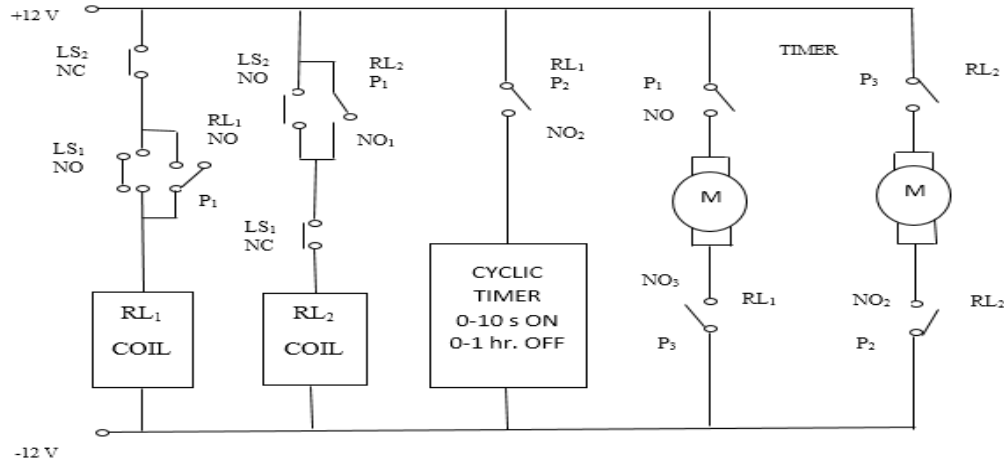 +12 V
LS₂
NC
LS₁
NO
RL₁
NO
P₁
RL₁
COIL
LS₂
NO
RL₂
P₁
NO₁
LS₁
NC
RL₂
COIL
RL₁
P₂
NO₂
CYCLIC
TIMER
0-10 s ON
0-1 hr. OFF
TIMER
P₁
NO
M
NO₃
RL₁
P₃
P₃
RL₂
M
NO₂
RL₂
P₂
-12 V